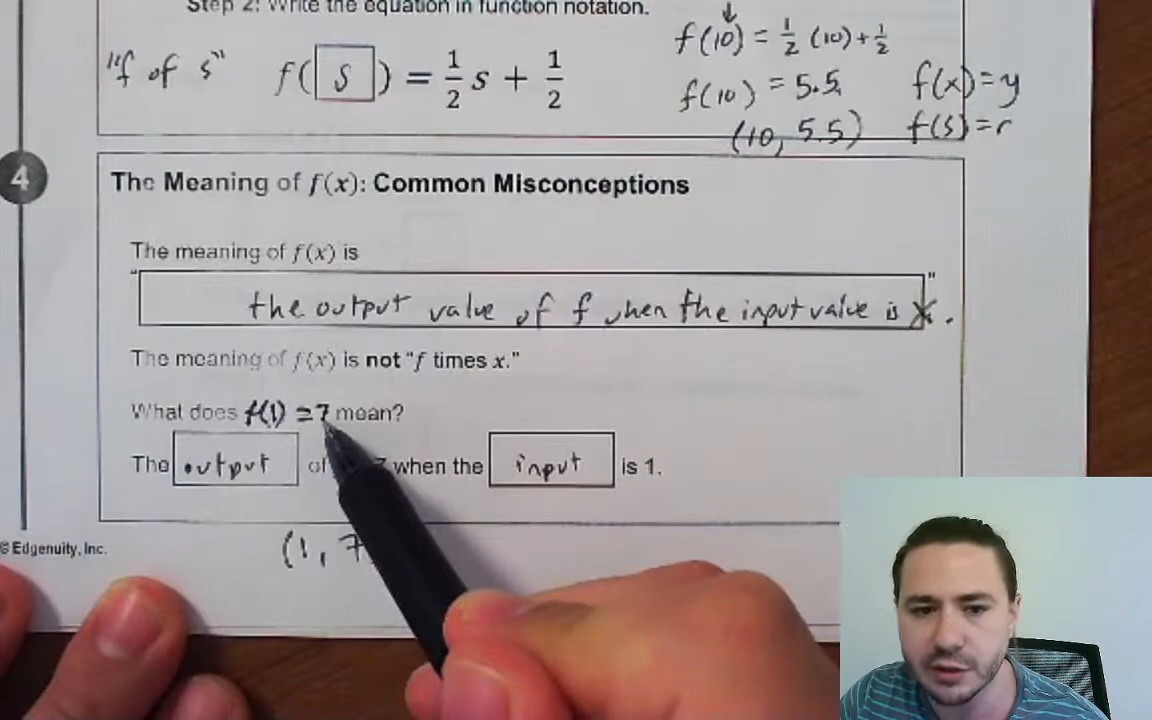 Step 2: Write the equation in function notation.
"f of s" f( s ) = 1/2 s + 1/2
f(10) = 1/2 (10) + 1/2
f(10) = 5.5
(10, 5.5)
f(x) = y
f(s) = r
4
The Meaning of f(x): Common Misconceptions
The meaning of f(x) is
" the output value of f when the input value is x. "
The meaning of f(x) is not "f times x."
What does f(1) = 7 mean?
The output of 7 when the input is 1.
© Edgenuity, Inc.
(1, 7